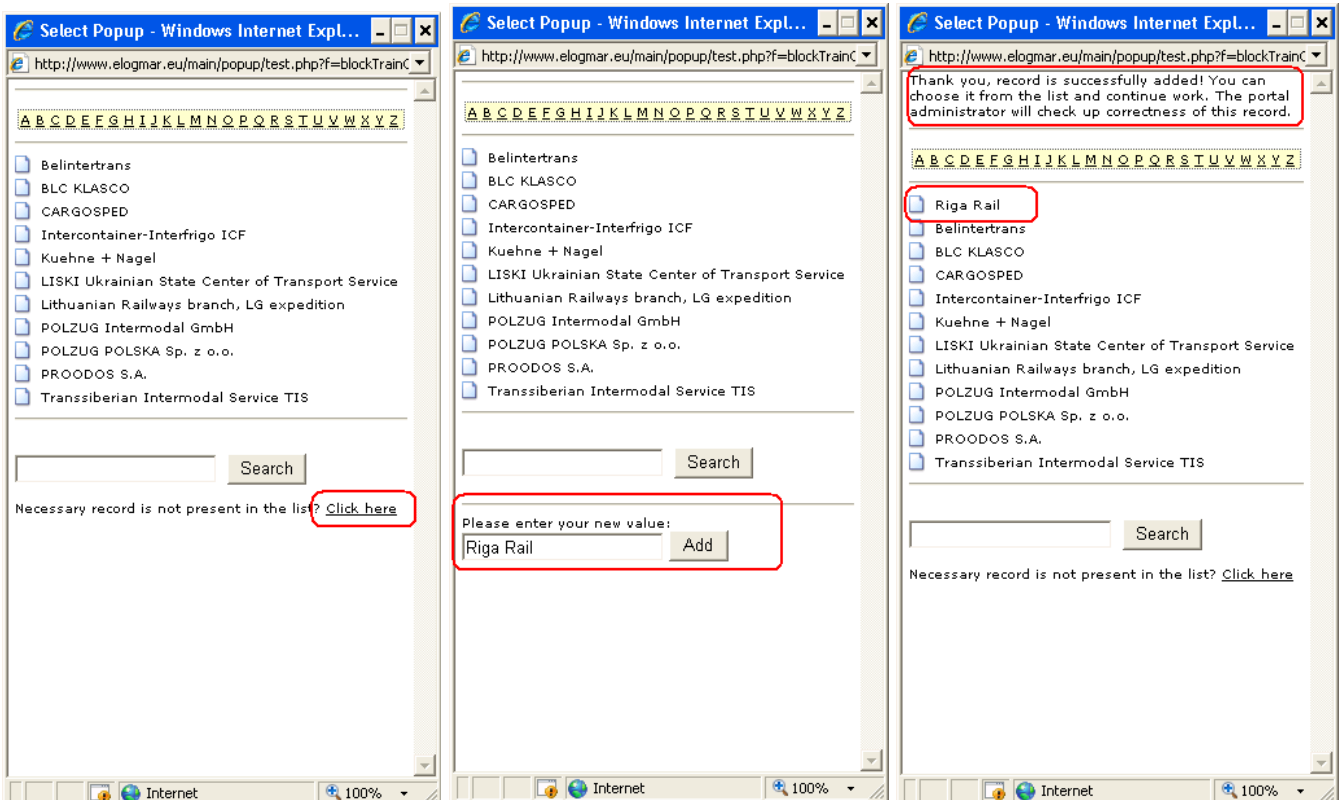 Select Popup - Windows Internet Expl...
http://www.elogmar.eu/main/popup/test.php?f=blockTrainC
A B C D E F G H I J K L M N O P Q R S T U V W X Y Z
Belintertrans
BLC KLASCO
CARGOSPED
Intercontainer-Interfrigo ICF
Kuehne + Nagel
LISKI Ukrainian State Center of Transport Service
Lithuanian Railways branch, LG expedition
POLZUG Intermodal GmbH
POLZUG POLSKA Sp. z o.o.
PROODOS S.A.
Transsiberian Intermodal Service TIS
Search
Necessary record is not present in the list? Click here
Internet 100%
Select Popup - Windows Internet Expl...
http://www.elogmar.eu/main/popup/test.php?f=blockTrainC
A B C D E F G H I J K L M N O P Q R S T U V W X Y Z
Belintertrans
BLC KLASCO
CARGOSPED
Intercontainer-Interfrigo ICF
Kuehne + Nagel
LISKI Ukrainian State Center of Transport Service
Lithuanian Railways branch, LG expedition
POLZUG Intermodal GmbH
POLZUG POLSKA Sp. z o.o.
PROODOS S.A.
Transsiberian Intermodal Service TIS
Search
Please enter your new value:
Riga Rail Add
Internet 100%
Select Popup - Windows Internet Expl...
http://www.elogmar.eu/main/popup/test.php?f=blockTrainC
Thank you, record is successfully added! You can
choose it from the list and continue work. The portal
administrator will check up correctness of this record.
A B C D E F G H I J K L M N O P Q R S T U V W X Y Z
Riga Rail
Belintertrans
BLC KLASCO
CARGOSPED
Intercontainer-Interfrigo ICF
Kuehne + Nagel
LISKI Ukrainian State Center of Transport Service
Lithuanian Railways branch, LG expedition
POLZUG Intermodal GmbH
POLZUG POLSKA Sp. z o.o.
PROODOS S.A.
Transsiberian Intermodal Service TIS
Search
Necessary record is not present in the list? Click here
Internet 100%